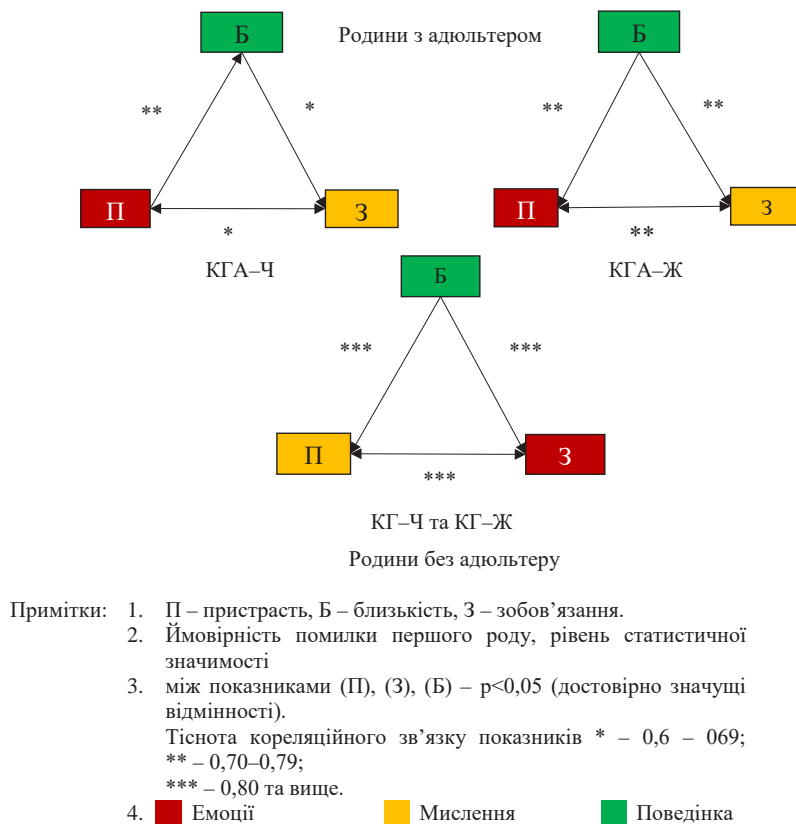 Б Родини з адюльтером Б
** * ** **
П З П З
* **
КГА–Ч КГА–Ж
Б
*** ***
П З
***
КГ–Ч та КГ–Ж
Родини без адюльтеру
Примітки: 1. П – пристрасть, Б – близькість, З – зобов’язання.
2. Ймовірність помилки першого роду, рівень статистичної
значимості
3. між показниками (П), (З), (Б) – p<0,05 (достовірно значущі
відмінності).
Тіснота кореляційного зв’язку показників * – 0,6 – 069;
** – 0,70–0,79;
*** – 0,80 та вище.
4. Емоції Мислення Поведінка